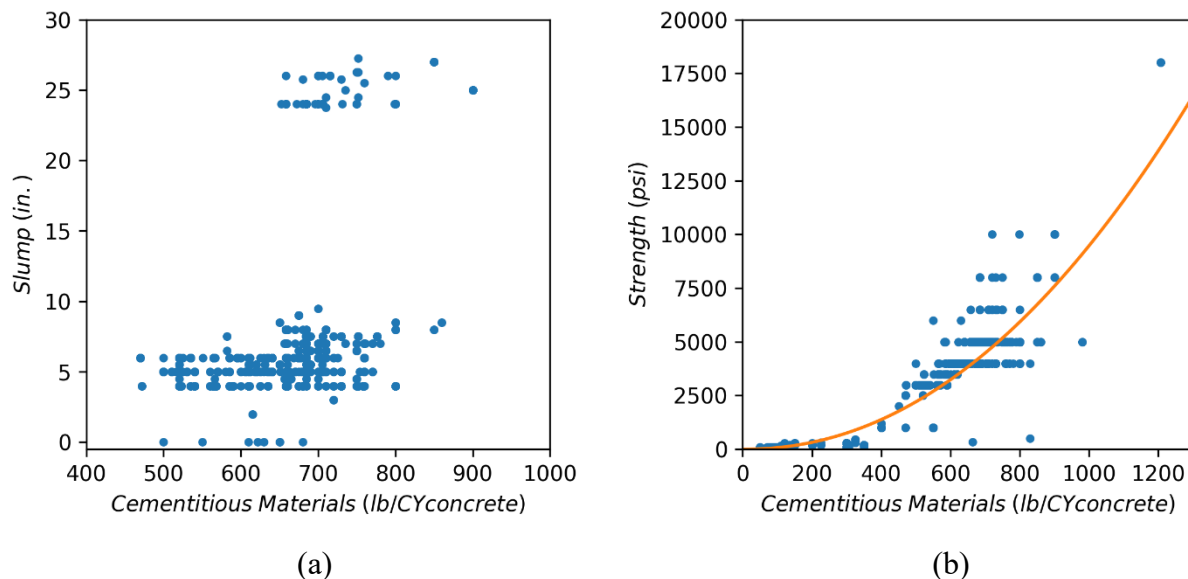 30
25
20
15
10
5
0
Slump (in.)
400 500 600 700 800 900 1000
Cementitious Materials (lb/CYconcrete)
(a)
20000
17500
15000
12500
10000
7500
5000
2500
0
Strength (psi)
0 200 400 600 800 1000 1200
Cementitious Materials (lb/CYconcrete)
(b)